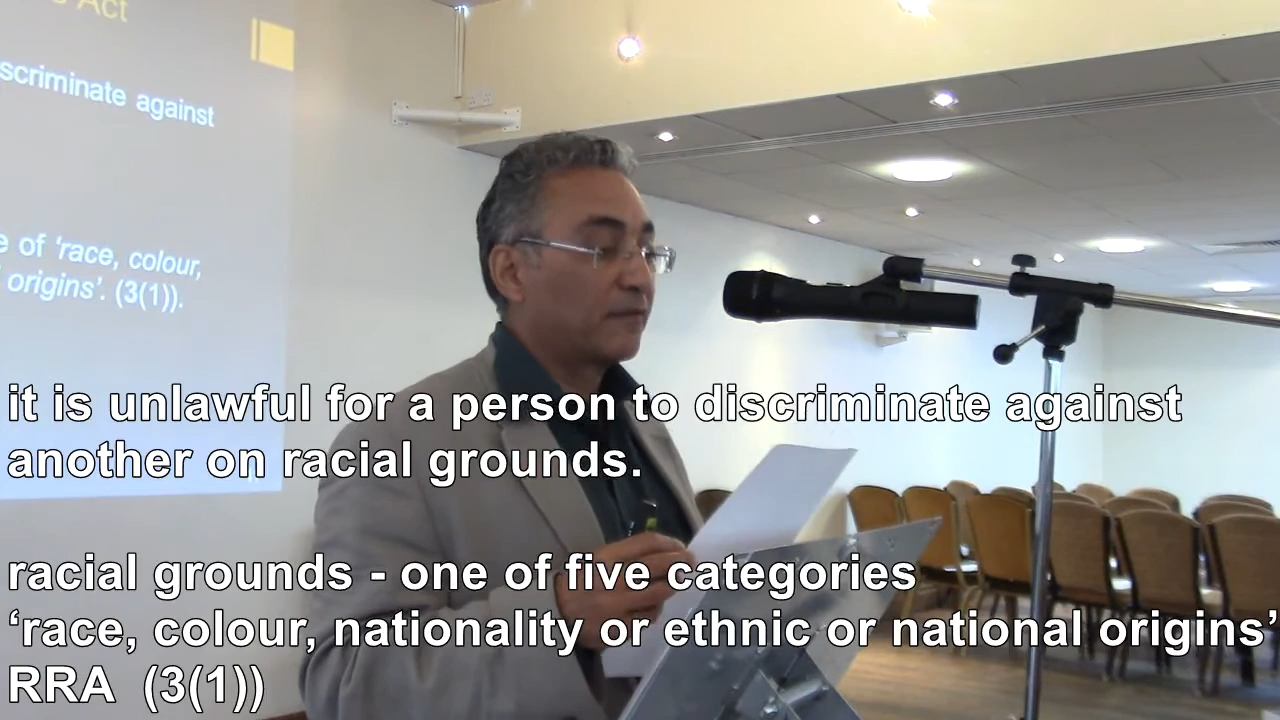 Act
scriminate against
of 'race, colour,
origins'. (3(1)).
it is unlawful for a person to discriminate against
another on racial grounds.
racial grounds - one of five categories
‘race, colour, nationality or ethnic or national origins’
RRA (3(1))